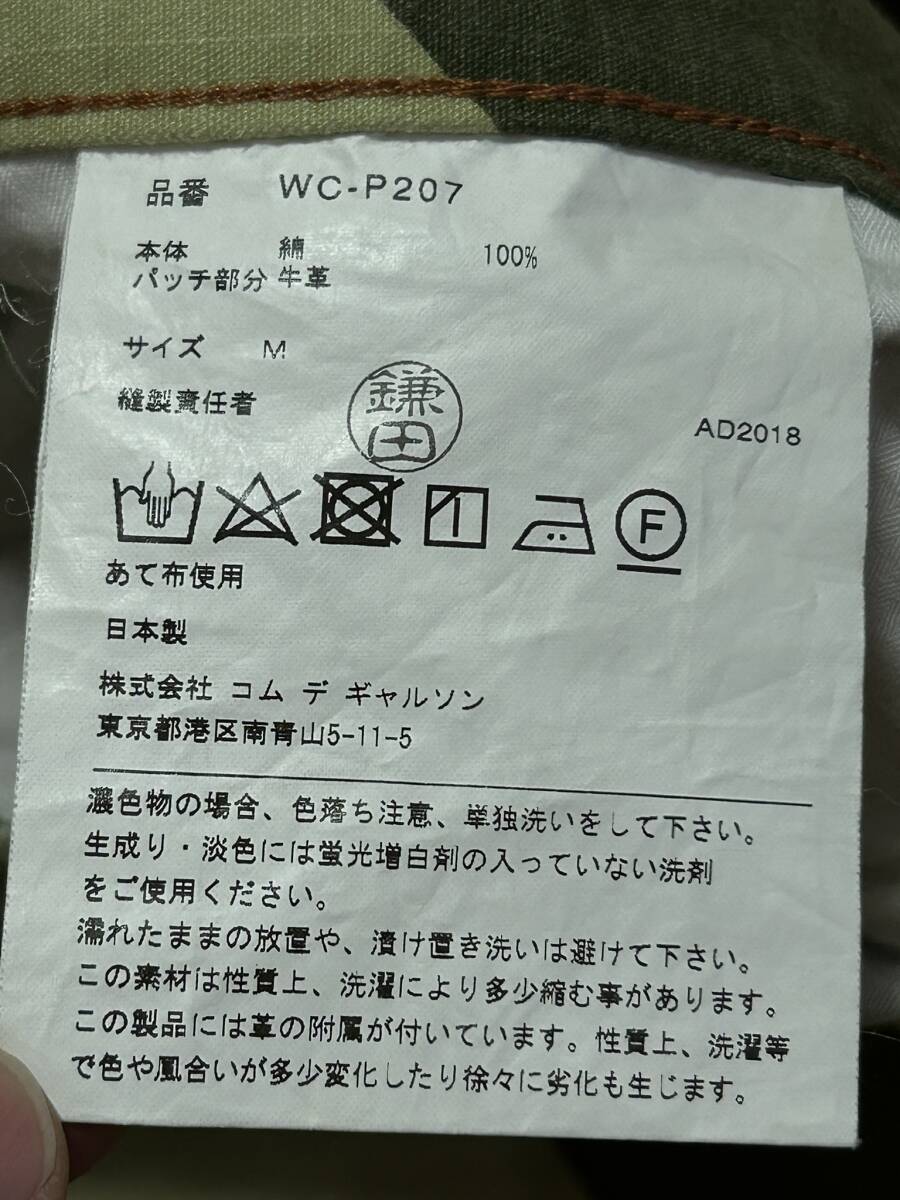 品番 WC-P207
本体 綿 100%
パッチ部分 牛革
サイズ M
縫製責任者 鎌田
AD2018
F
あて布使用
日本製
株式会社 コム デ ギャルソン
東京都港区南青山5-11-5
濃色物の場合、色落ち注意、単独洗いをして下さい。
生成り・淡色には蛍光増白剤の入っていない洗剤
をご使用ください。
濡れたままの放置や、漬け置き洗いは避けて下さい。
この素材は性質上、洗濯により多少縮む事があります。
この製品には革の附属が付いています。性質上、洗濯等
で色や風合いが多少変化したり徐々に劣化も生じます。